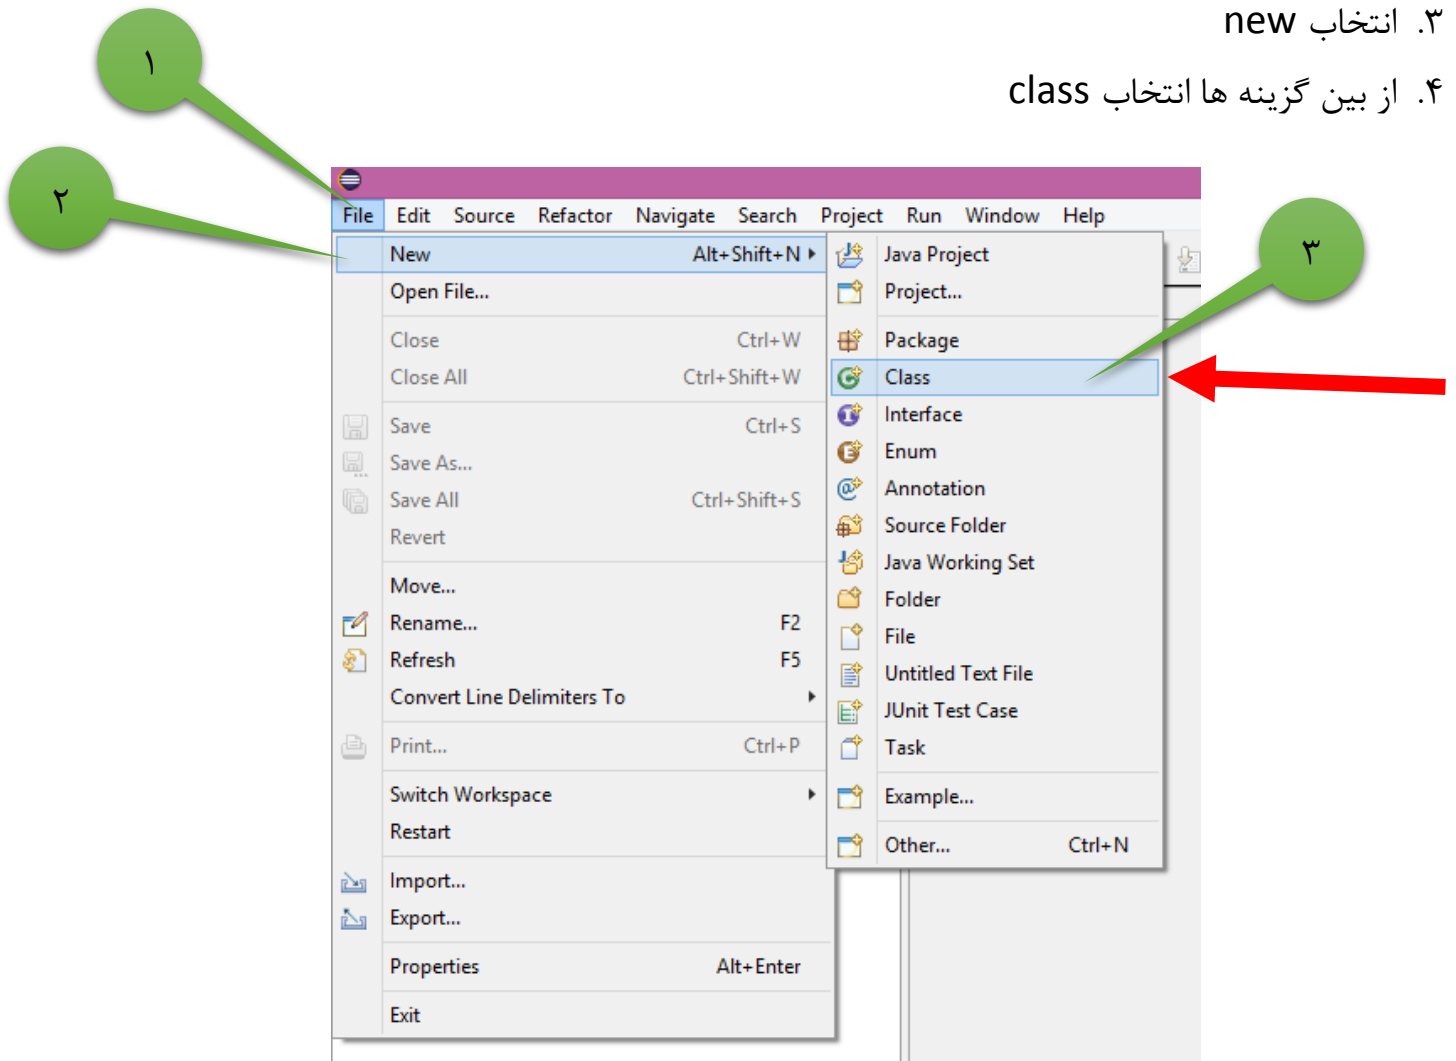 ۳. انتخاب new
۴. از بین گزینه ها انتخاب class
۱
۲
۳
File Edit Source Refactor Navigate Search Project Run Window Help
New Alt+Shift+N
Open File...
Close Ctrl+W
Close All Ctrl+Shift+W
Save Ctrl+S
Save As...
Save All Ctrl+Shift+S
Revert
Move...
Rename... F2
Refresh F5
Convert Line Delimiters To
Print... Ctrl+P
Switch Workspace
Restart
Import...
Export...
Properties Alt+Enter
Exit
Java Project
Project...
Package
Class
Interface
Enum
Annotation
Source Folder
Java Working Set
Folder
File
Untitled Text File
JUnit Test Case
Task
Example...
Other... Ctrl+N